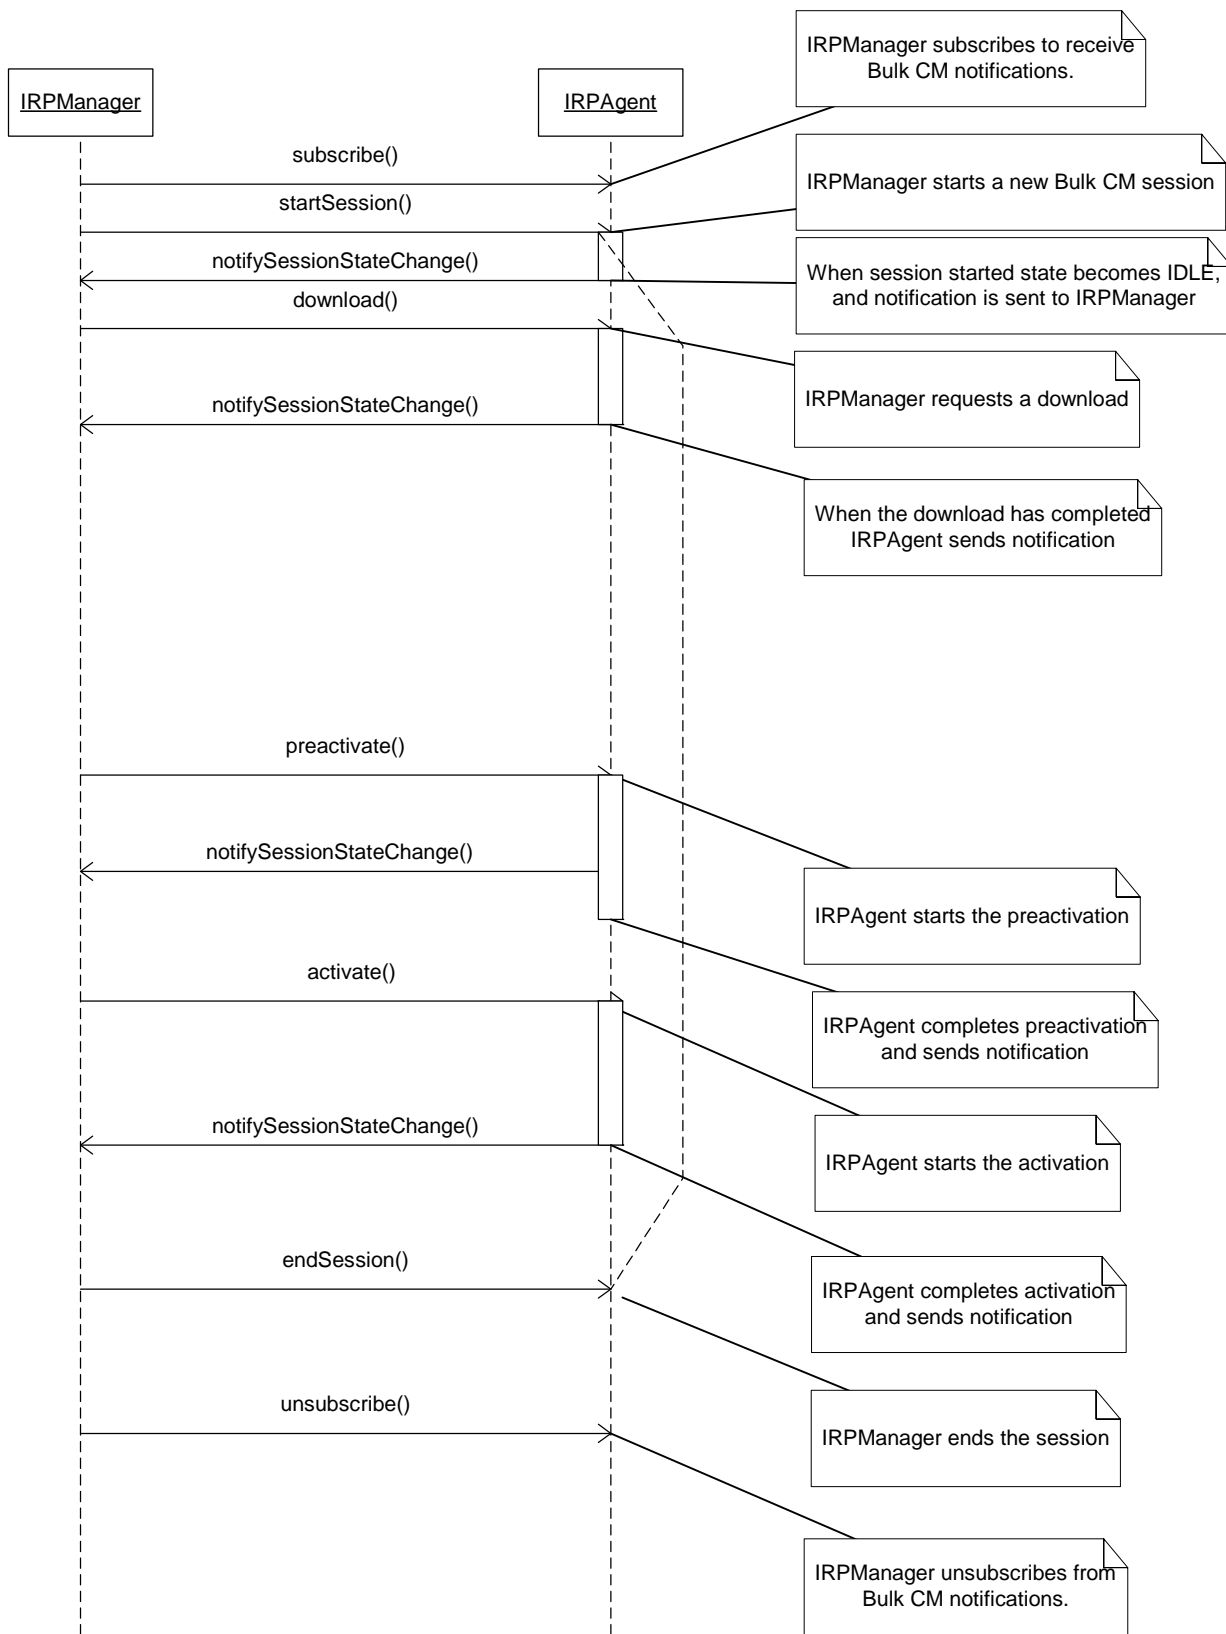 IRPManager subscribes to receive
Bulk CM notifications.
IRPManager
IRPAgent
subscribe()
IRPManager starts a new Bulk CM session
startSession()
notifySessionStateChange()
When session started state becomes IDLE,
and notification is sent to IRPManager
download()
IRPManager requests a download
notifySessionStateChange()
When the download has completed
IRPAgent sends notification
preactivate()
notifySessionStateChange()
IRPAgent starts the preactivation
activate()
IRPAgent completes preactivation
and sends notification
notifySessionStateChange()
IRPAgent starts the activation
endSession()
IRPAgent completes activation
and sends notification
unsubscribe()
IRPManager ends the session
IRPManager unsubscribes from
Bulk CM notifications.